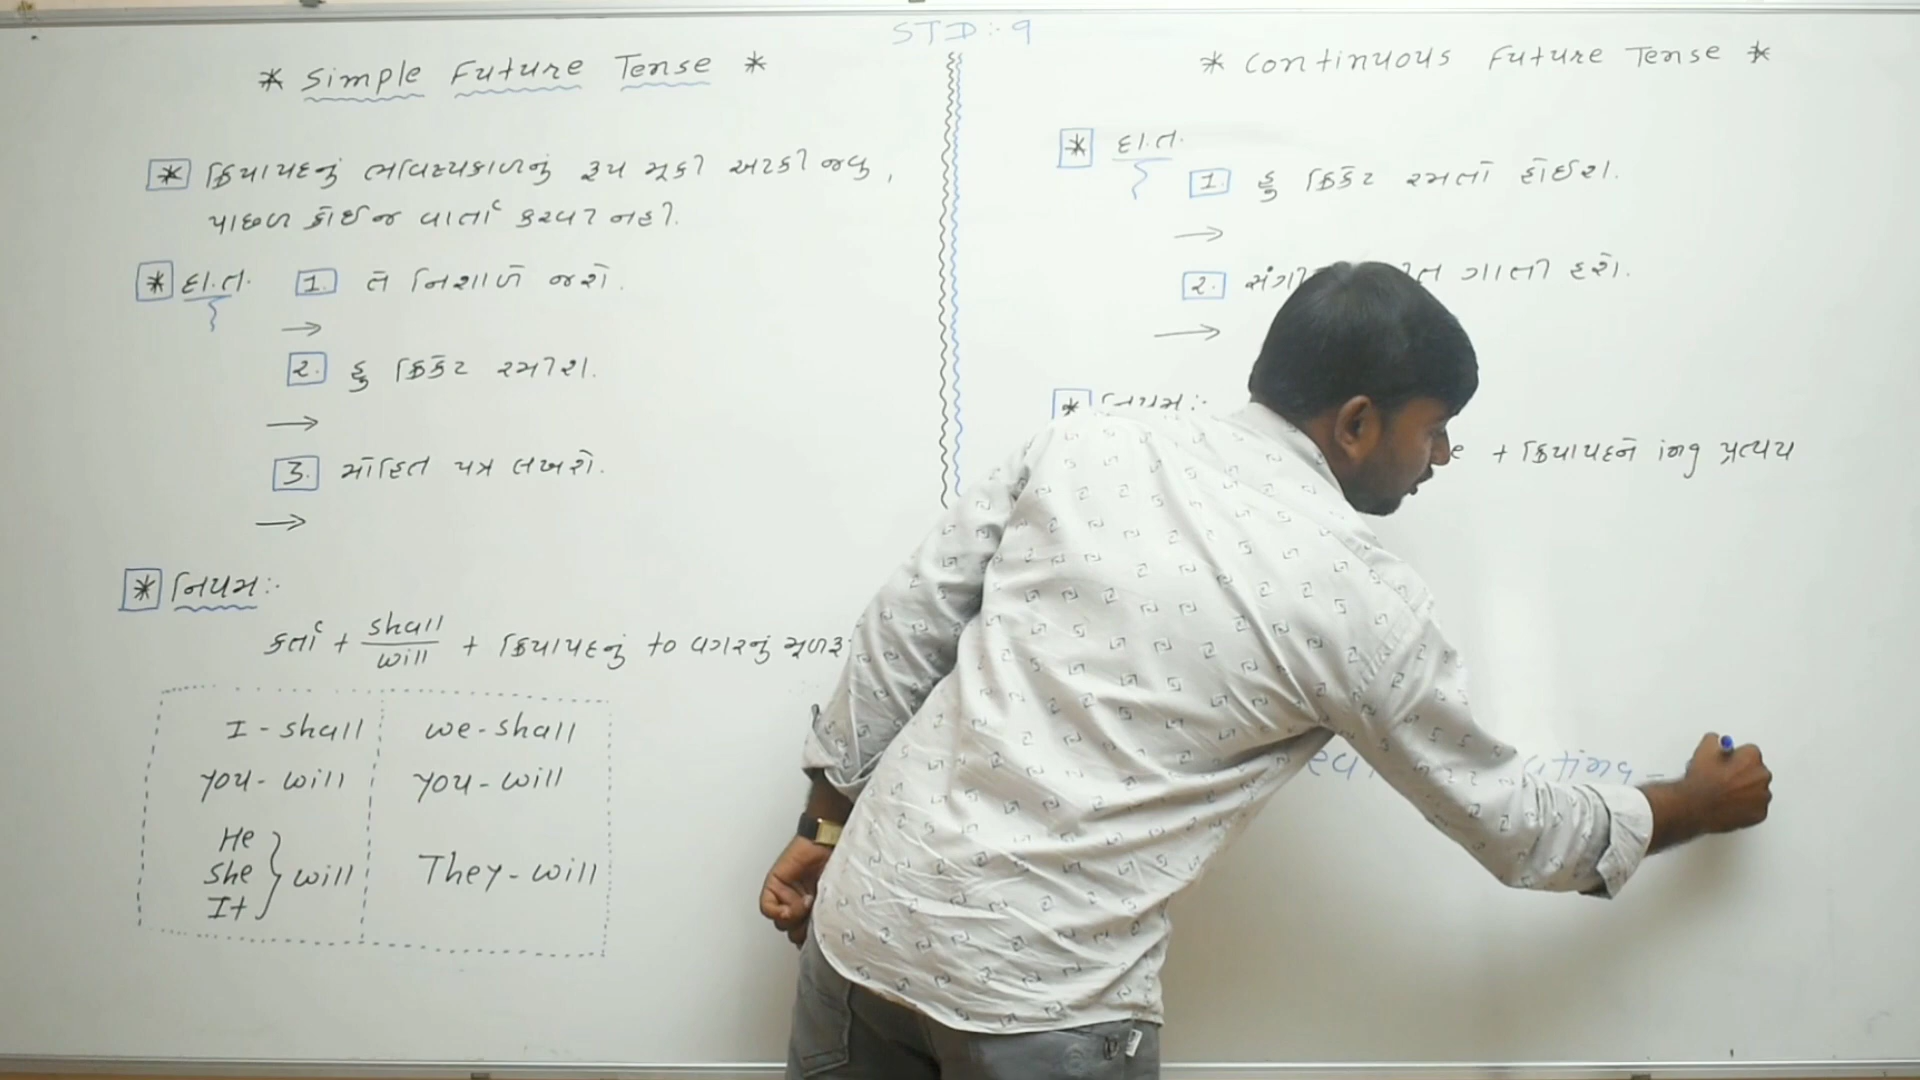 STD :- 9
* Simple Future Tense *
* ક્રિયાપદનું ભવિષ્યકાળનું રૂપ મૂકી અટકી જવુ,
પાછળ કોઈજ વાર્તા કરવી નહી.
* દા.ત. 1. તે નિશાળે જશે.
→
2. હુ ક્રિકેટ રમીશ.
→
3. મોહિત પત્ર લખશે.
→
* નિયમ :-
કર્તા + shall/will + ક્રિયાપદનું to વગરનું મૂળરૂ
I - shall
we - shall
you - will
you - will
He
She
It
} will
They - will
* Continuous Future Tense *
* દા.ત.
1. હુ ક્રિકેટ રમતો હોઈશ.
→
2. ગાતી હશે.
→
* નિયમ :-
e + ક્રિયાપદને ing પ્રત્યય